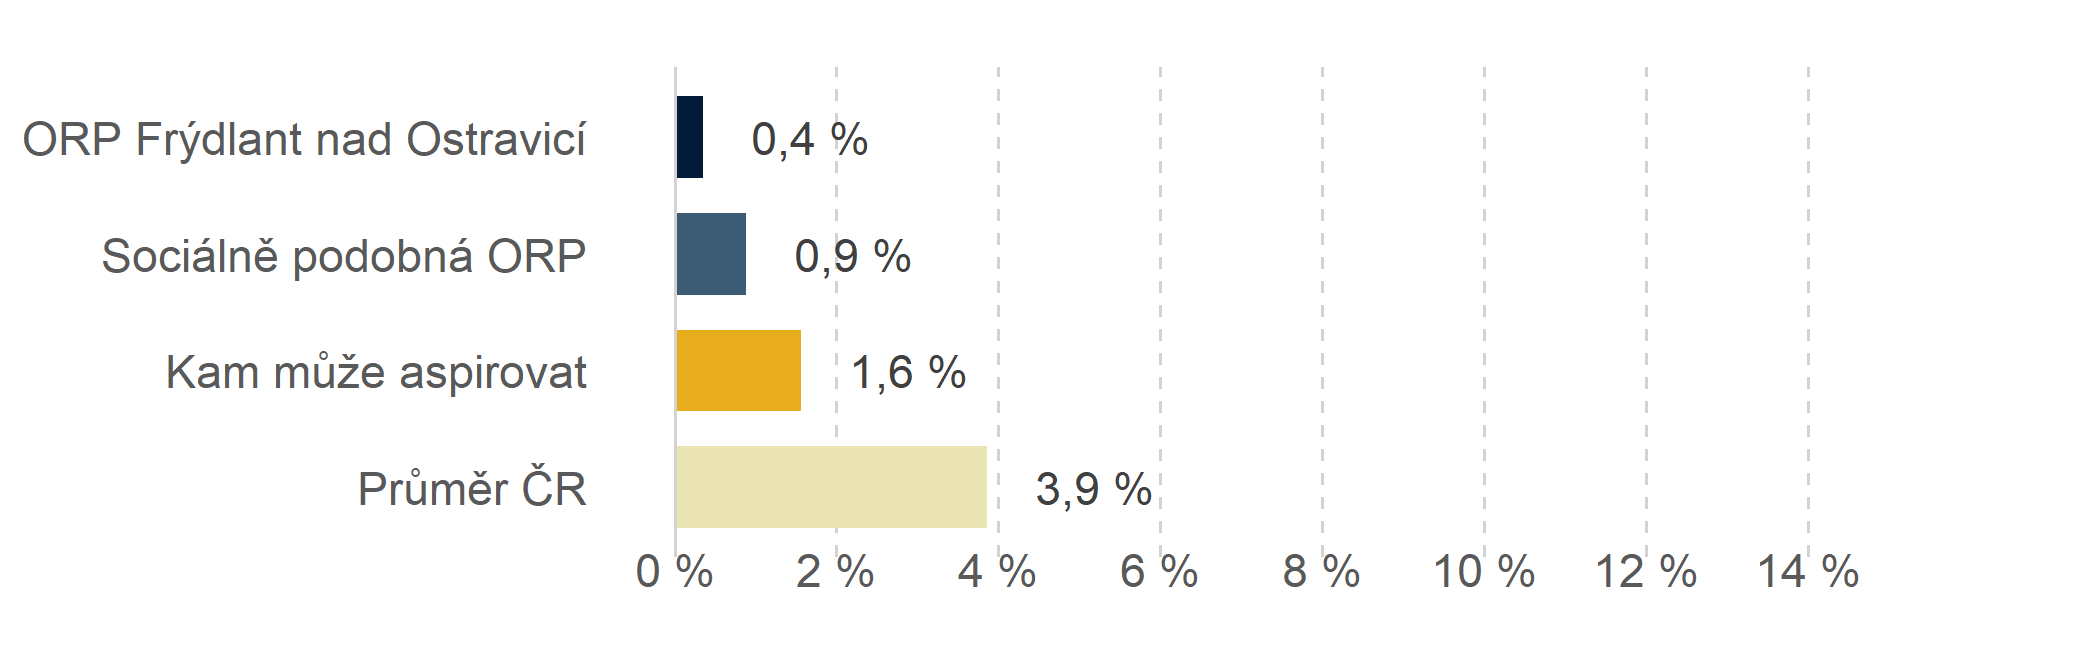 ORP Frýdlant nad Ostravicí 0,4 %
Sociálně podobná ORP 0,9 %
Kam může aspirovat 1,6 %
Průměr ČR 3,9 %
0 % 2 % 4 % 6 % 8 % 10 % 12 % 14 %